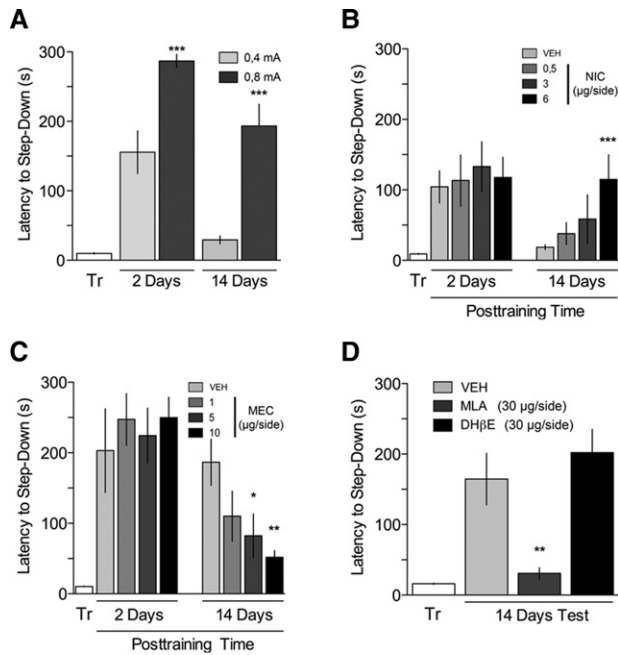 A
Latency to Step-Down (s)
300
200
100
0
***
***
0,4 mA
0,8 mA
Tr
2 Days
14 Days
B
Latency to Step-Down (s)
300
200
100
0
VEH
0,5
3
6
NIC
(µg/side)
***
Tr
2 Days
14 Days
Posttraining Time
C
Latency to Step-Down (s)
300
200
100
0
VEH
1
5
10
MEC
(µg/side)
*
**
Tr
2 Days
14 Days
Posttraining Time
D
Latency to Step-Down (s)
300
200
100
0
VEH
MLA (30 µg/side)
DHβE (30 µg/side)
**
Tr
14 Days Test